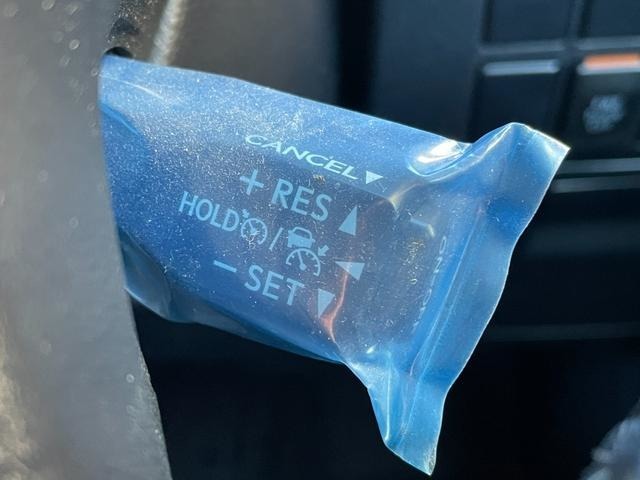 CANCEL▼
+ RES ▲
HOLD / ◀
- SET ▼